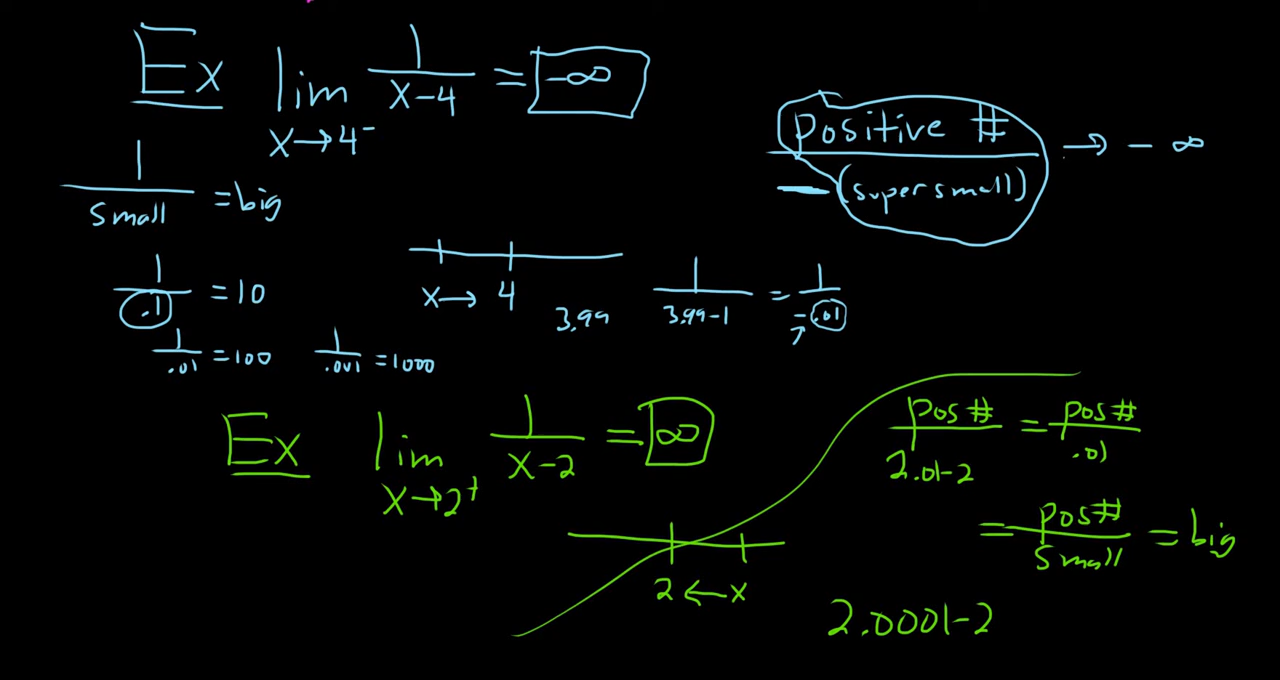 Ex lim x→4⁻ 1/(x-4) = -∞
1/small = big
positive # / -(super small) → -∞
1/.1 = 10
1/.01 = 100 1/.001 = 1000
x→ 4
3.99 1/(3.99-1) = 1/-.01
Ex lim x→2⁺ 1/(x-2) = ∞
2 ← x
pos # / (2.01-2) = pos # / .01
= pos # / small = big
2.0001-2